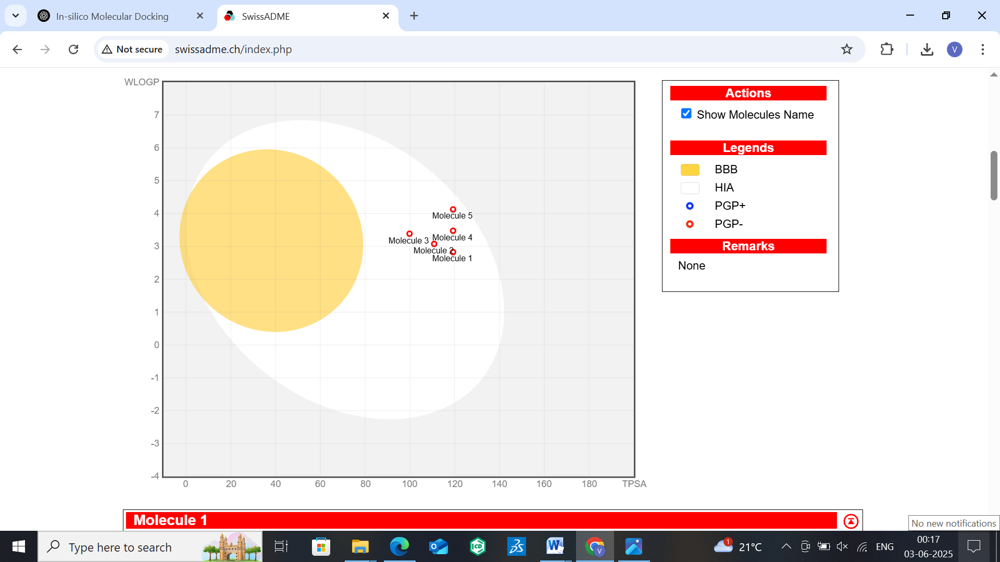 In-silico Molecular Docking
SwissADME
Not secure
swissadme.ch/index.php
V
WLOGP
7
6
5
4
3
2
1
0
-1
-2
-3
-4
0 20 40 60 80 100 120 140 160 180 TPSA
Molecule 5
Molecule 4
Molecule 3
Molecule 2
Molecule 1
Actions
Show Molecules Name
Legends
BBB
HIA
PGP+
PGP-
Remarks
None
Molecule 1
No new notifications
Type here to search
1
21°C
ENG
00:17
03-06-2025